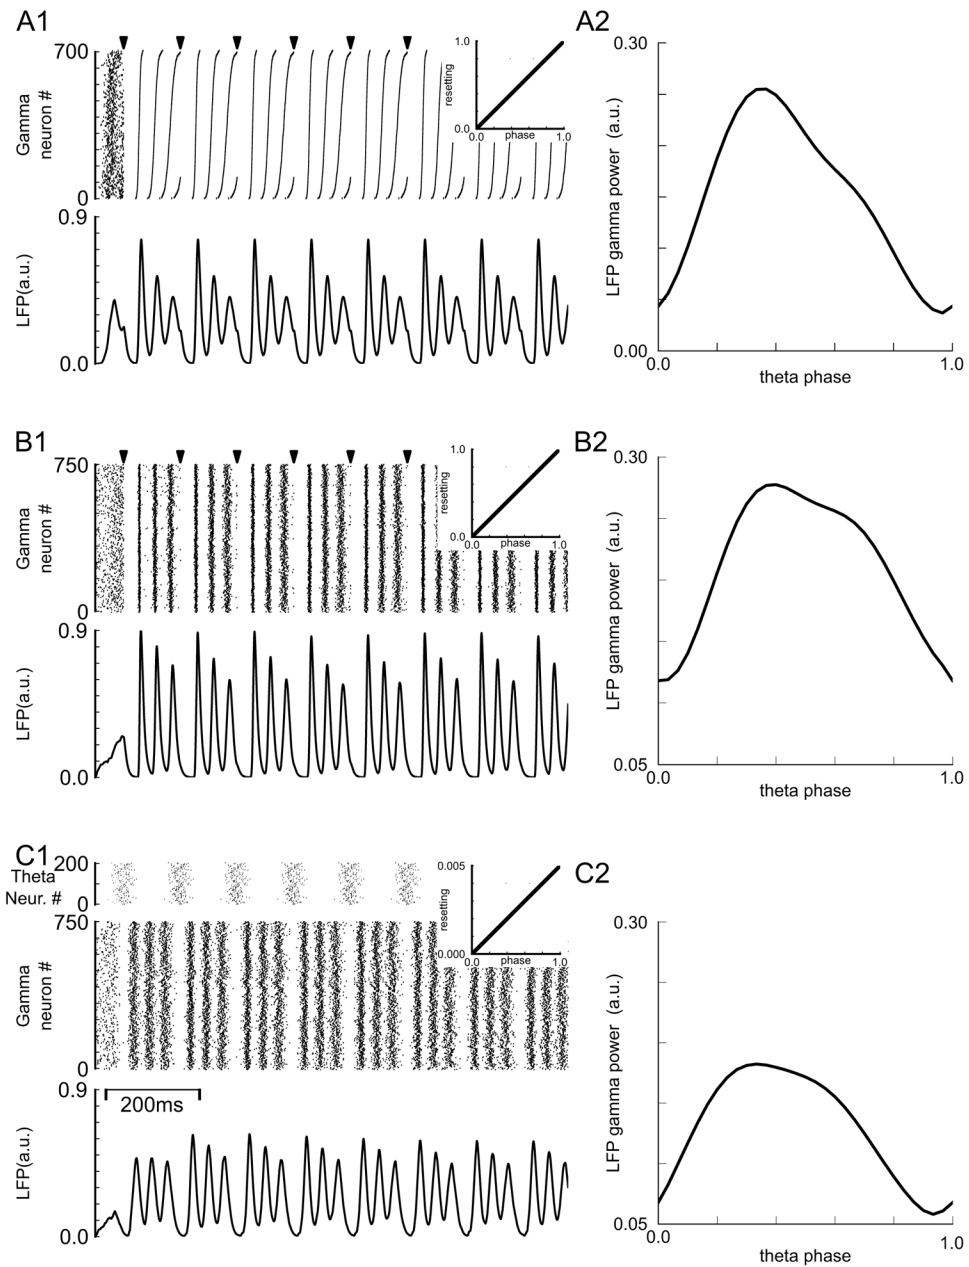 A1
700
Gamma
neuron #
0
1.0
resetting
0.0
0.0
phase
1.0
0.9
LFP(a.u.)
0.0
A2
0.30
LFP gamma power (a.u.)
0.00
0.0
1.0
theta phase
B1
750
Gamma
neuron #
0
1.0
resetting
0.0
0.0
phase
1.0
0.9
LFP(a.u.)
0.0
B2
0.30
LFP gamma power (a.u.)
0.05
0.0
1.0
theta phase
C1
200
Theta
Neur. #
0
750
Gamma
neuron #
0
0.005
resetting
0.000
0.0
phase
1.0
0.9
200ms
LFP(a.u.)
0.0
C2
0.30
LFP gamma power (a.u.)
0.05
0.0
1.0
theta phase